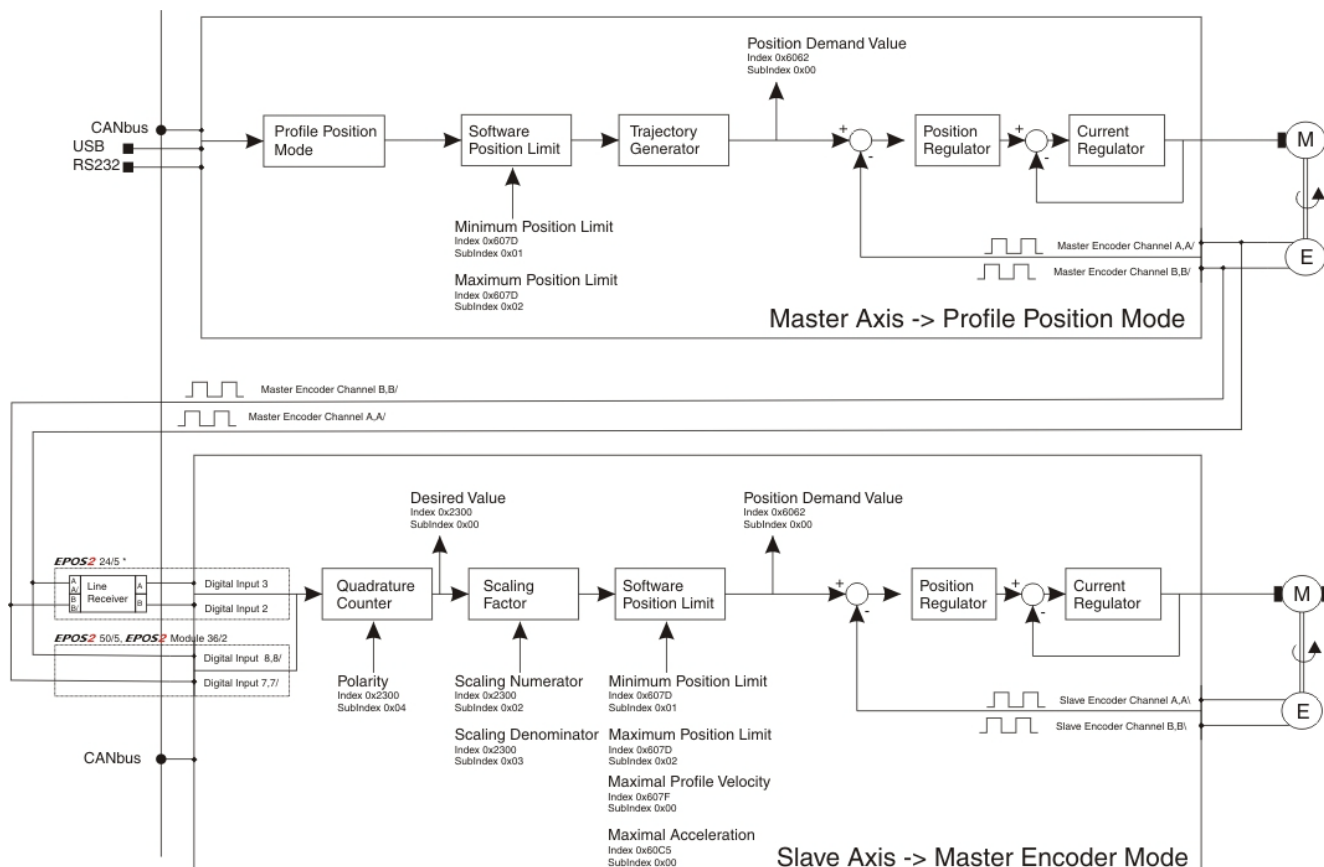 Position Demand Value
Index 0x6062
SubIndex 0x00
CANbus
USB
RS232
Profile Position
Mode
Software
Position Limit
Trajectory
Generator
+
-
Position
Regulator
+
-
Current
Regulator
M
Minimum Position Limit
Index 0x607D
SubIndex 0x01
Maximum Position Limit
Index 0x607D
SubIndex 0x02
Master Encoder Channel A,A/
Master Encoder Channel B,B/
E
Master Axis -> Profile Position Mode
Master Encoder Channel B,B/
Master Encoder Channel A,A/
Desired Value
Index 0x2300
SubIndex 0x00
Position Demand Value
Index 0x6062
SubIndex 0x00
EPOS2 24/5 *
A
A/
B
B/
Line
Receiver
A
B
Digital Input 3
Digital Input 2
EPOS2 50/5, EPOS2 Module 36/2
Digital Input 8,8/
Digital Input 7,7/
Quadrature
Counter
Scaling
Factor
Software
Position Limit
+
-
Position
Regulator
+
-
Current
Regulator
M
Polarity
Index 0x2300
SubIndex 0x04
Scaling Numerator
Index 0x2300
SubIndex 0x02
Scaling Denominator
Index 0x2300
SubIndex 0x03
Minimum Position Limit
Index 0x607D
SubIndex 0x01
Maximum Position Limit
Index 0x607D
SubIndex 0x02
Maximal Profile Velocity
Index 0x607F
SubIndex 0x00
Maximal Acceleration
Index 0x60C5
SubIndex 0x00
Slave Encoder Channel A,A\
Slave Encoder Channel B,B\
E
CANbus
Slave Axis -> Master Encoder Mode